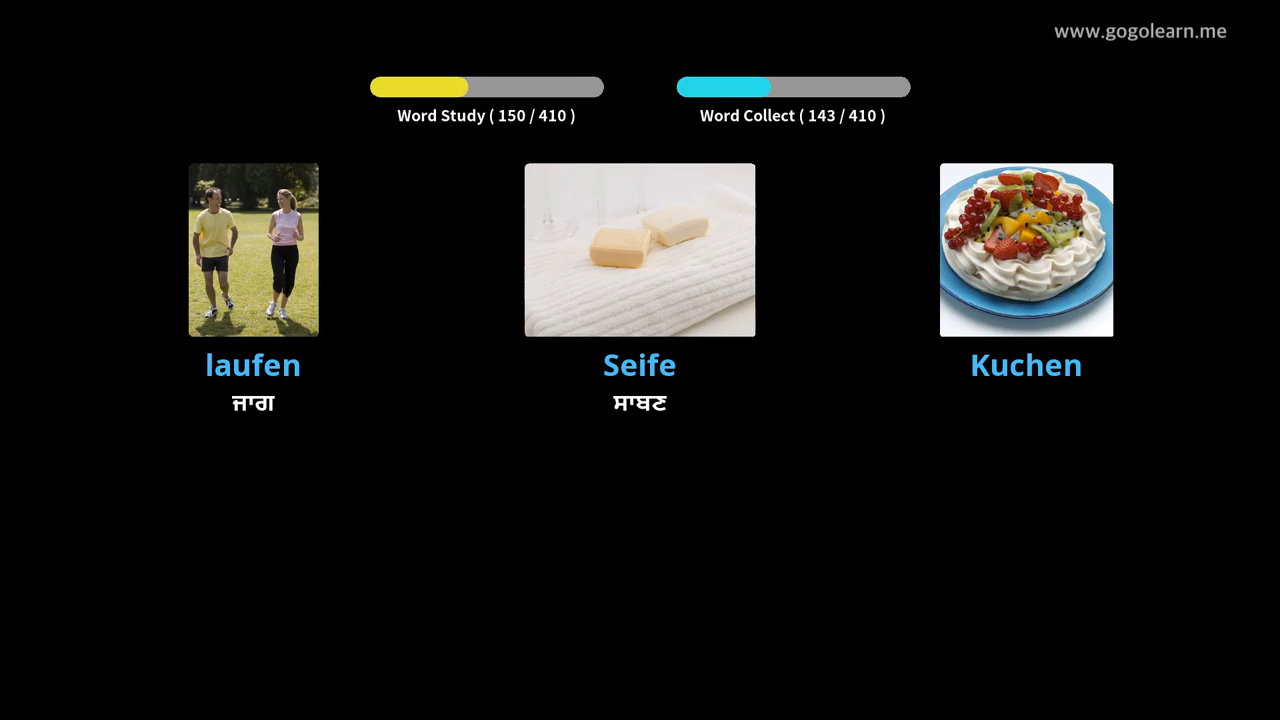 www.gogolearn.me
Word Study ( 150 / 410 )
Word Collect ( 143 / 410 )
laufen
ਜਾਗ
Seife
ਸਾਬਣ
Kuchen